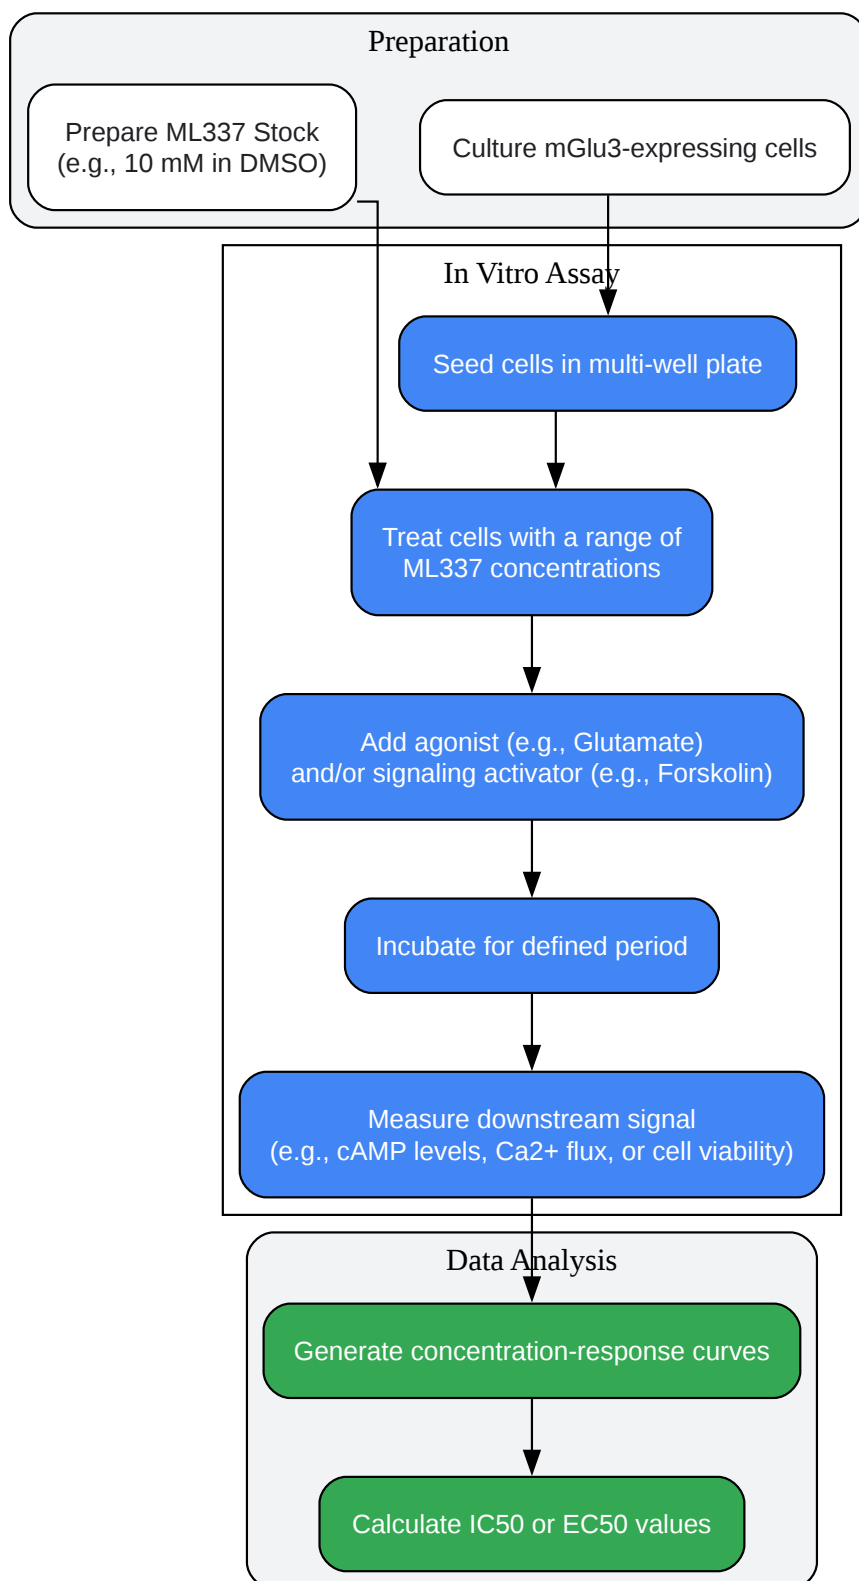 Preparation
Prepare ML337 Stock
(e.g., 10 mM in DMSO)
Culture mGlu3-expressing cells
In Vitro Assay
Seed cells in multi-well plate
Treat cells with a range of
ML337 concentrations
Add agonist (e.g., Glutamate)
and/or signaling activator (e.g., Forskolin)
Incubate for defined period
Measure downstream signal
(e.g., cAMP levels, Ca2+ flux, or cell viability)
Data Analysis
Generate concentration-response curves
Calculate IC50 or EC50 values